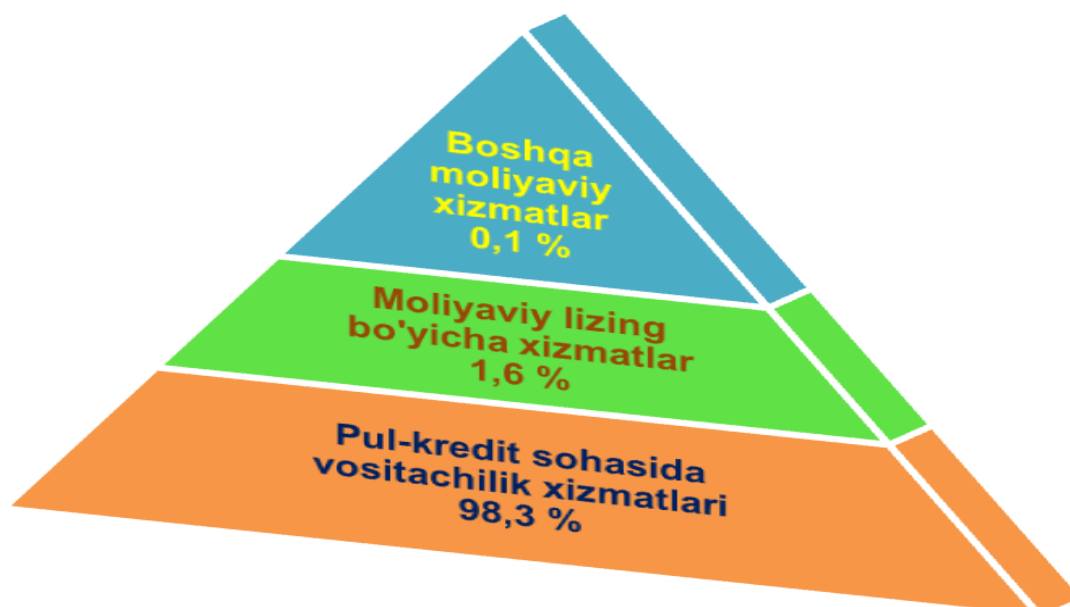 Boshqa
moliyaviy
xizmatlar
0,1 %
Moliyaviy lizing
bo'yicha xizmatlar
1,6 %
Pul-kredit sohasida
vositachilik xizmatlari
98,3 %